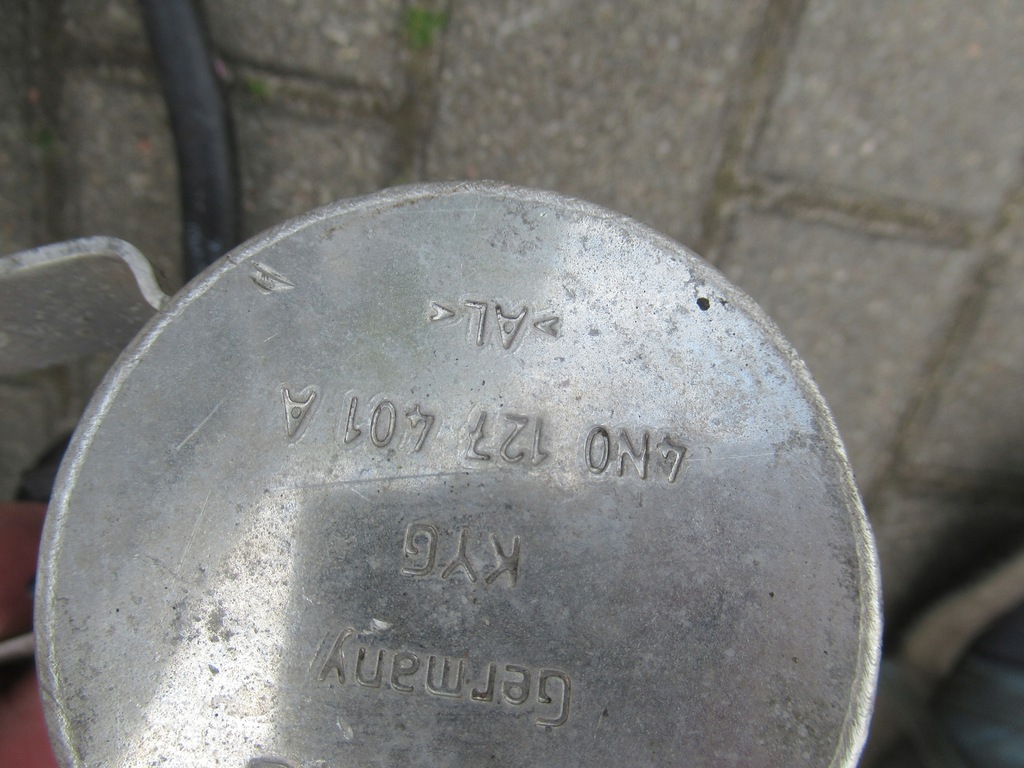 Germany
KYG
4N0 127 401 A
>AL<